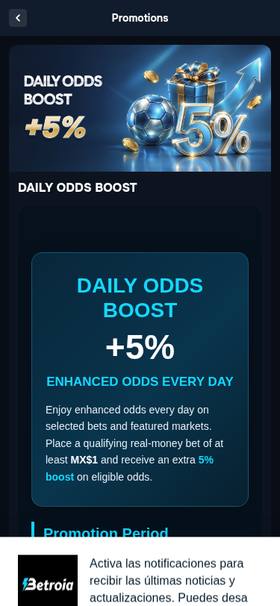 Promotions
DAILY ODDS
BOOST
+5%
5%
DAILY ODDS BOOST
DAILY ODDS
BOOST
+5%
ENHANCED ODDS EVERY DAY
Enjoy enhanced odds every day on
selected bets and featured markets.
Place a qualifying real-money bet of at
least MX$1 and receive an extra 5%
boost on eligible odds.
Promotion Period
Betroia
Activa las notificaciones para
recibir las últimas noticias y
actualizaciones. Puedes desa